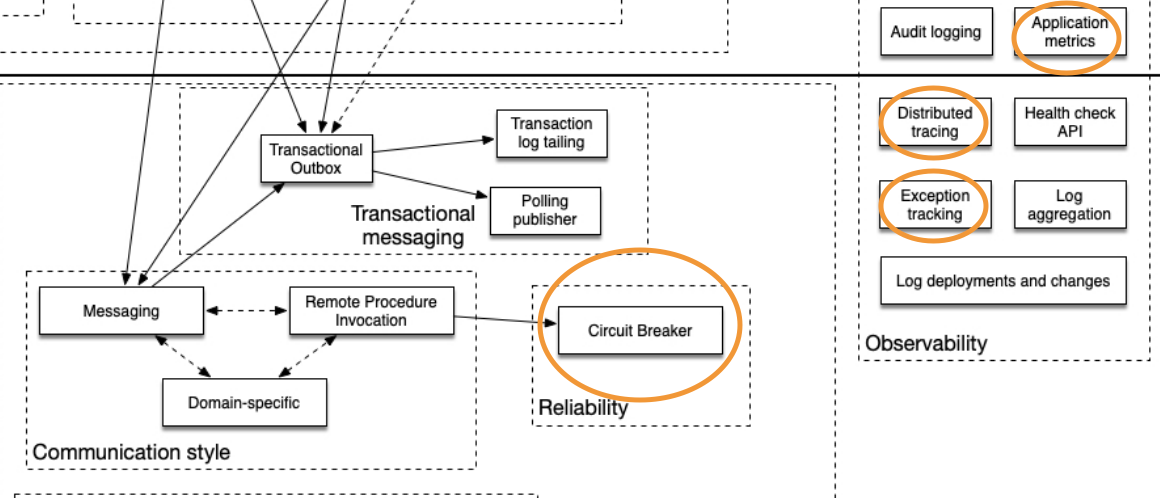 Audit logging
Application
metrics
Distributed
tracing
Health check
API
Transaction
log tailing
Transactional
Outbox
Polling
publisher
Transactional
messaging
Exception
tracking
Log
aggregation
Log deployments and changes
Observability
Messaging
Remote Procedure
Invocation
Circuit Breaker
Reliability
Domain-specific
Communication style